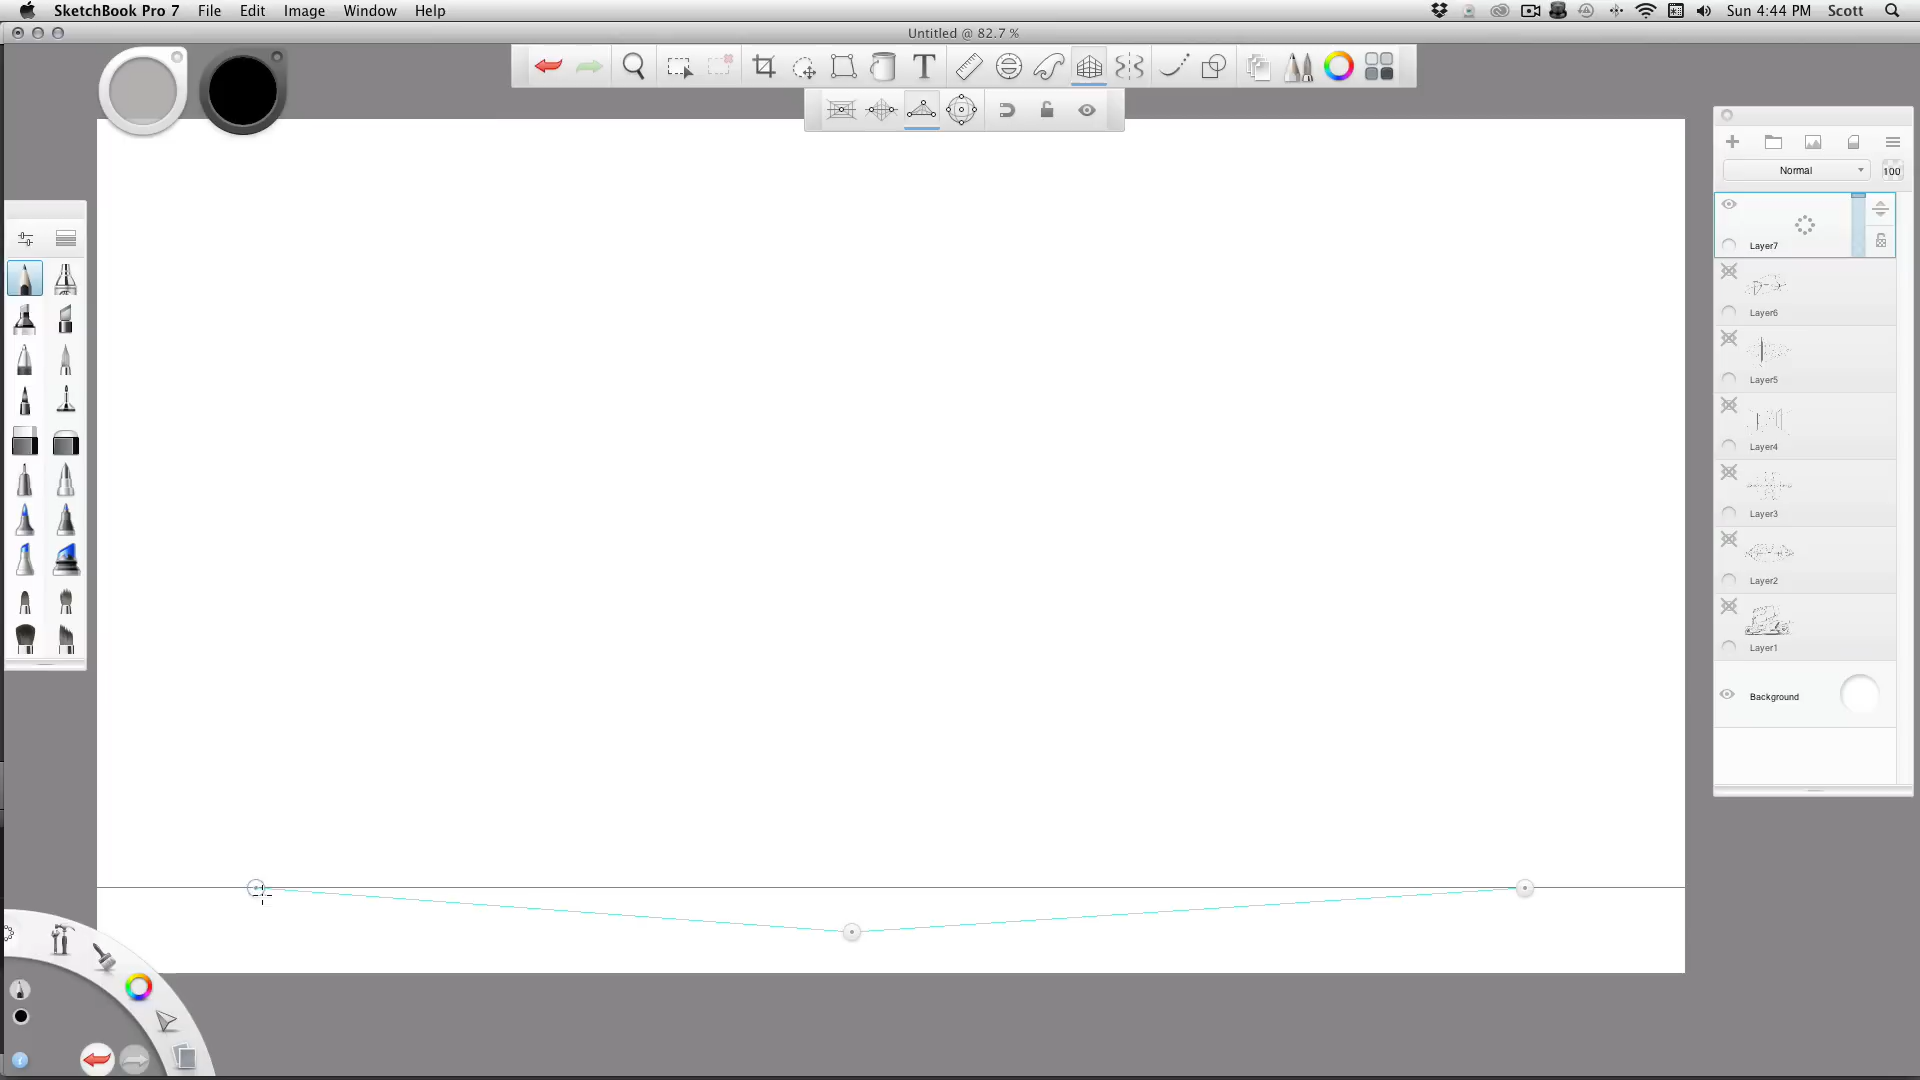 SketchBook Pro 7 File Edit Image Window Help Sun 4:44 PM Scott
Untitled @ 82.7 %
T
Normal 100
Layer7
Layer6
Layer5
Layer4
Layer3
Layer2
Layer1
Background